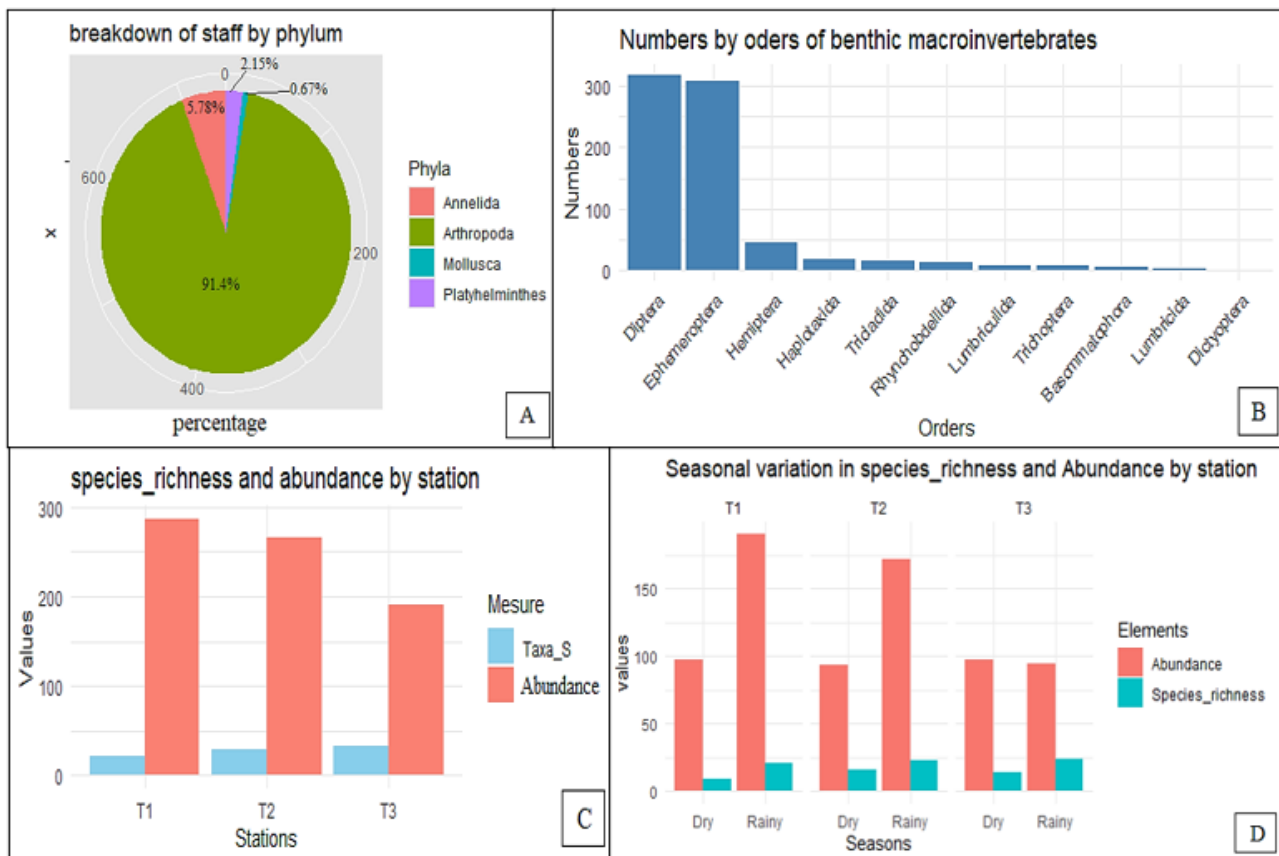 breakdown of staff by phylum
0
2.15%
0.67%
5.78%
600
200
x
91.4%
400
percentage
Phyla
Annelida
Arthropoda
Mollusca
Platyhelminthes
A
Numbers by oders of benthic macroinvertebrates
Numbers
300
200
100
0
Diptera
Ephemeroptera
Hemiptera
Haplotaxida
Tricladida
Rhynchobdellida
Lumbriculida
Trichoptera
Basommatophora
Lumbricida
Dictyoptera
Orders
B
species_richness and abundance by station
Values
300
200
100
0
T1 T2 T3
Stations
Mesure
Taxa_S
Abundance
C
Seasonal variation in species_richness and Abundance by station
T1 T2 T3
values
150
100
50
0
Dry Rainy Dry Rainy Dry Rainy
Seasons
Elements
Abundance
Species_richness
D